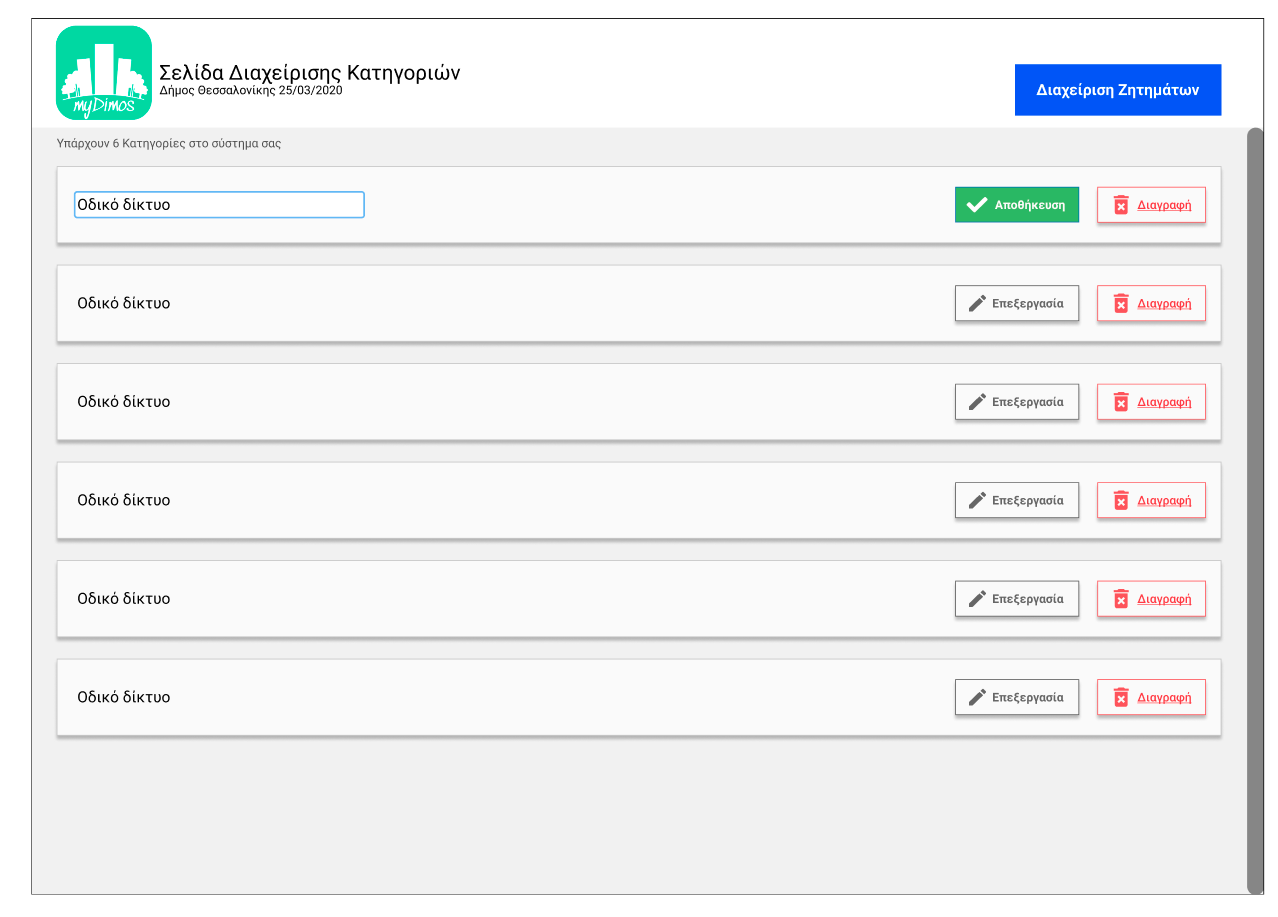 myDimos
Σελίδα Διαχείρισης Κατηγοριών
Δήμος Θεσσαλονίκης 25/03/2020
Διαχείριση Ζητημάτων
Υπάρχουν 6 Κατηγορίες στο σύστημα σας
Οδικό δίκτυο Αποθήκευση Διαγραφή
Οδικό δίκτυο Επεξεργασία Διαγραφή
Οδικό δίκτυο Επεξεργασία Διαγραφή
Οδικό δίκτυο Επεξεργασία Διαγραφή
Οδικό δίκτυο Επεξεργασία Διαγραφή
Οδικό δίκτυο Επεξεργασία Διαγραφή